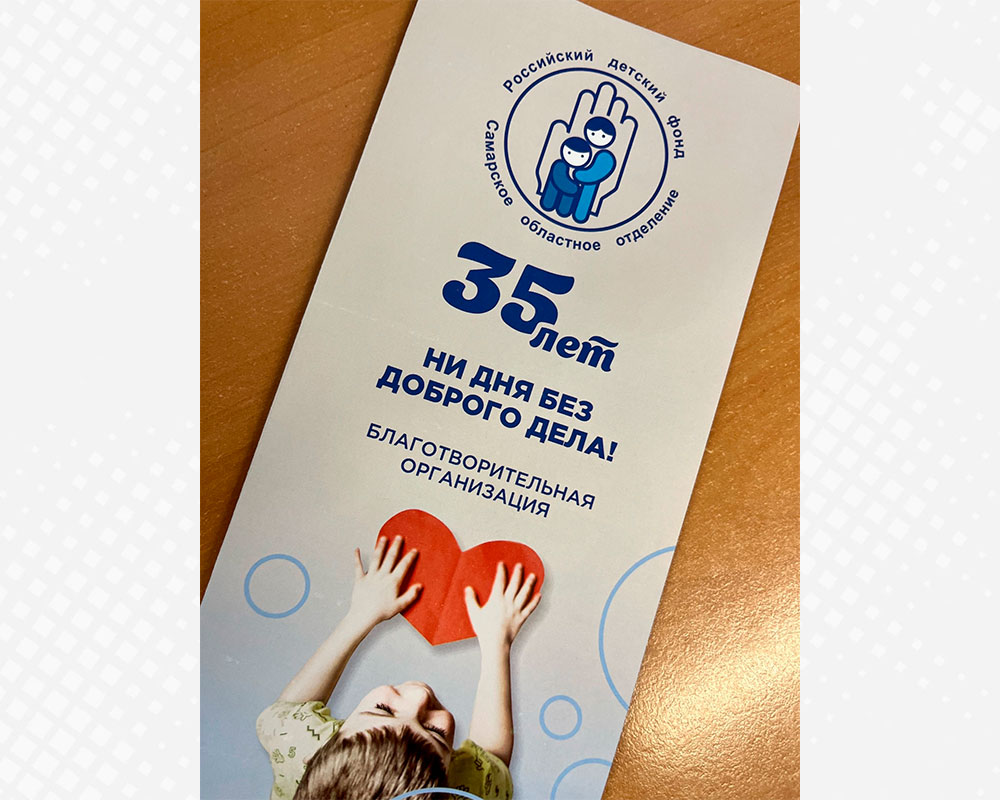 Российский детский фонд
Самарское областное отделение
35 лет
НИ ДНЯ БЕЗ
ДОБРОГО ДЕЛА!
БЛАГОТВОРИТЕЛЬНАЯ
ОРГАНИЗАЦИЯ